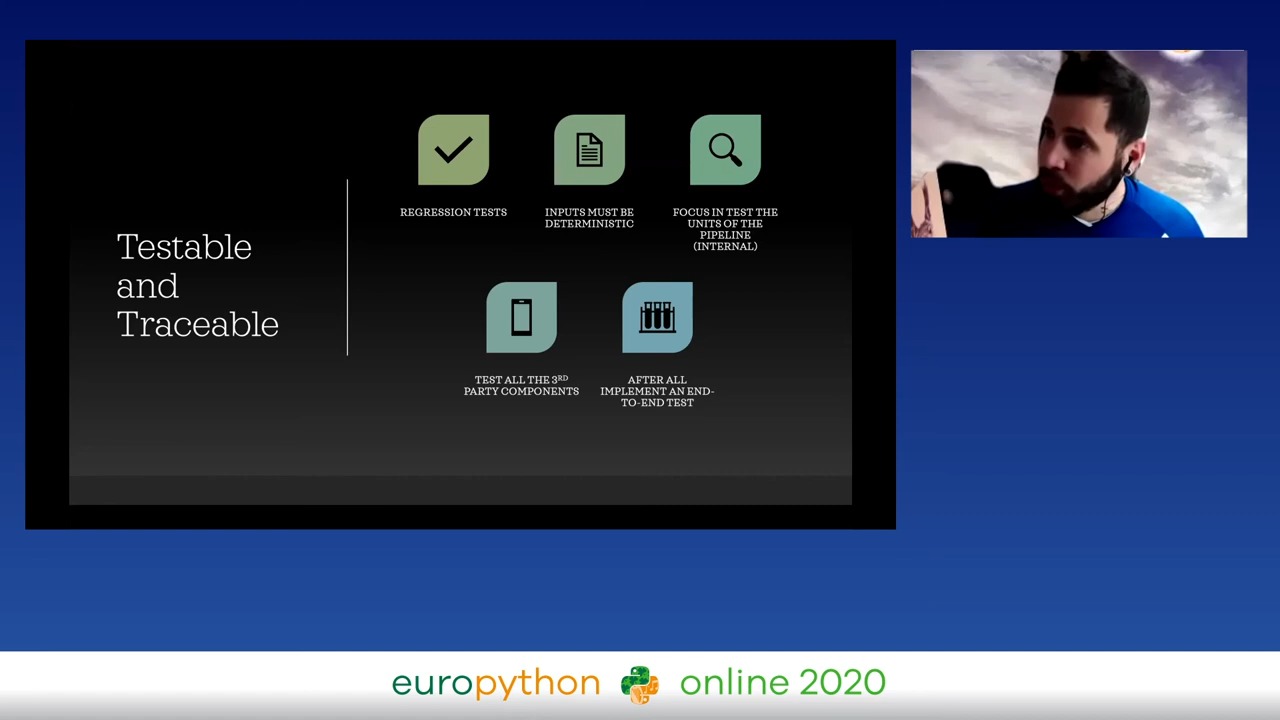 Testable
and
Traceable
REGRESSION TESTS
INPUTS MUST BE
DETERMINISTIC
FOCUS IN TEST THE
UNITS OF THE
PIPELINE
(INTERNAL)
TEST ALL THE 3RD
PARTY COMPONENTS
AFTER ALL
IMPLEMENT AN END-
TO-END TEST
europython online 2020